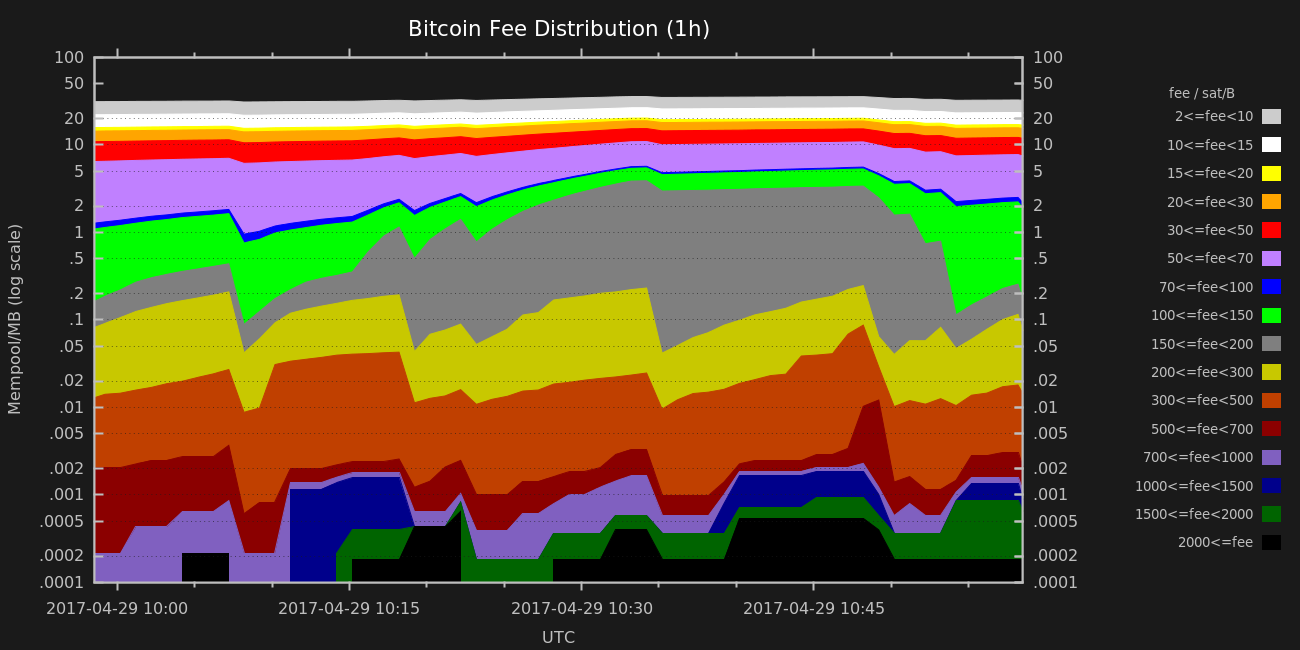 Bitcoin Fee Distribution (1h)
100 100
50 50
20 20
10 10
5 5
2 2
1 1
.5 .5
.2 .2
.1 .1
.05 .05
.02 .02
.01 .01
.005 .005
.002 .002
.001 .001
.0005 .0005
.0002 .0002
.0001 .0001
Mempool/MB (log scale)
2017-04-29 10:00 2017-04-29 10:15 2017-04-29 10:30 2017-04-29 10:45
UTC
fee / sat/B
2<=fee<10
10<=fee<15
15<=fee<20
20<=fee<30
30<=fee<50
50<=fee<70
70<=fee<100
100<=fee<150
150<=fee<200
200<=fee<300
300<=fee<500
500<=fee<700
700<=fee<1000
1000<=fee<1500
1500<=fee<2000
2000<=fee